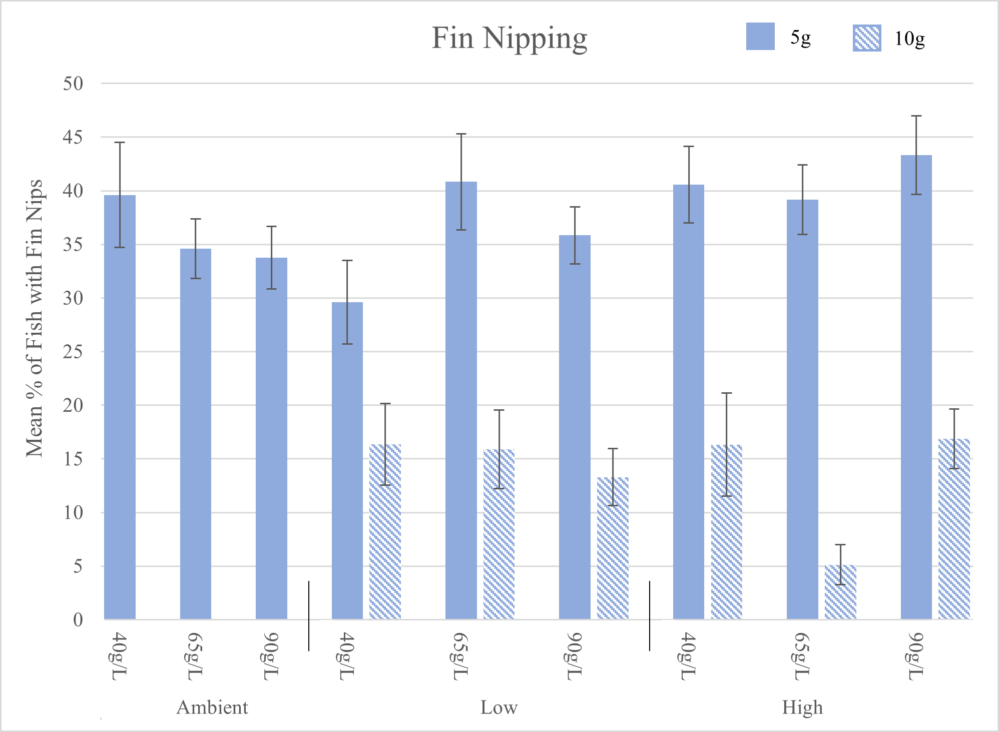 Fin Nipping
5g
10g
Mean % of Fish with Fin Nips
50
45
40
35
30
25
20
15
10
5
0
40g/L
65g/L
90g/L
40g/L
65g/L
90g/L
40g/L
65g/L
90g/L
Ambient
Low
High